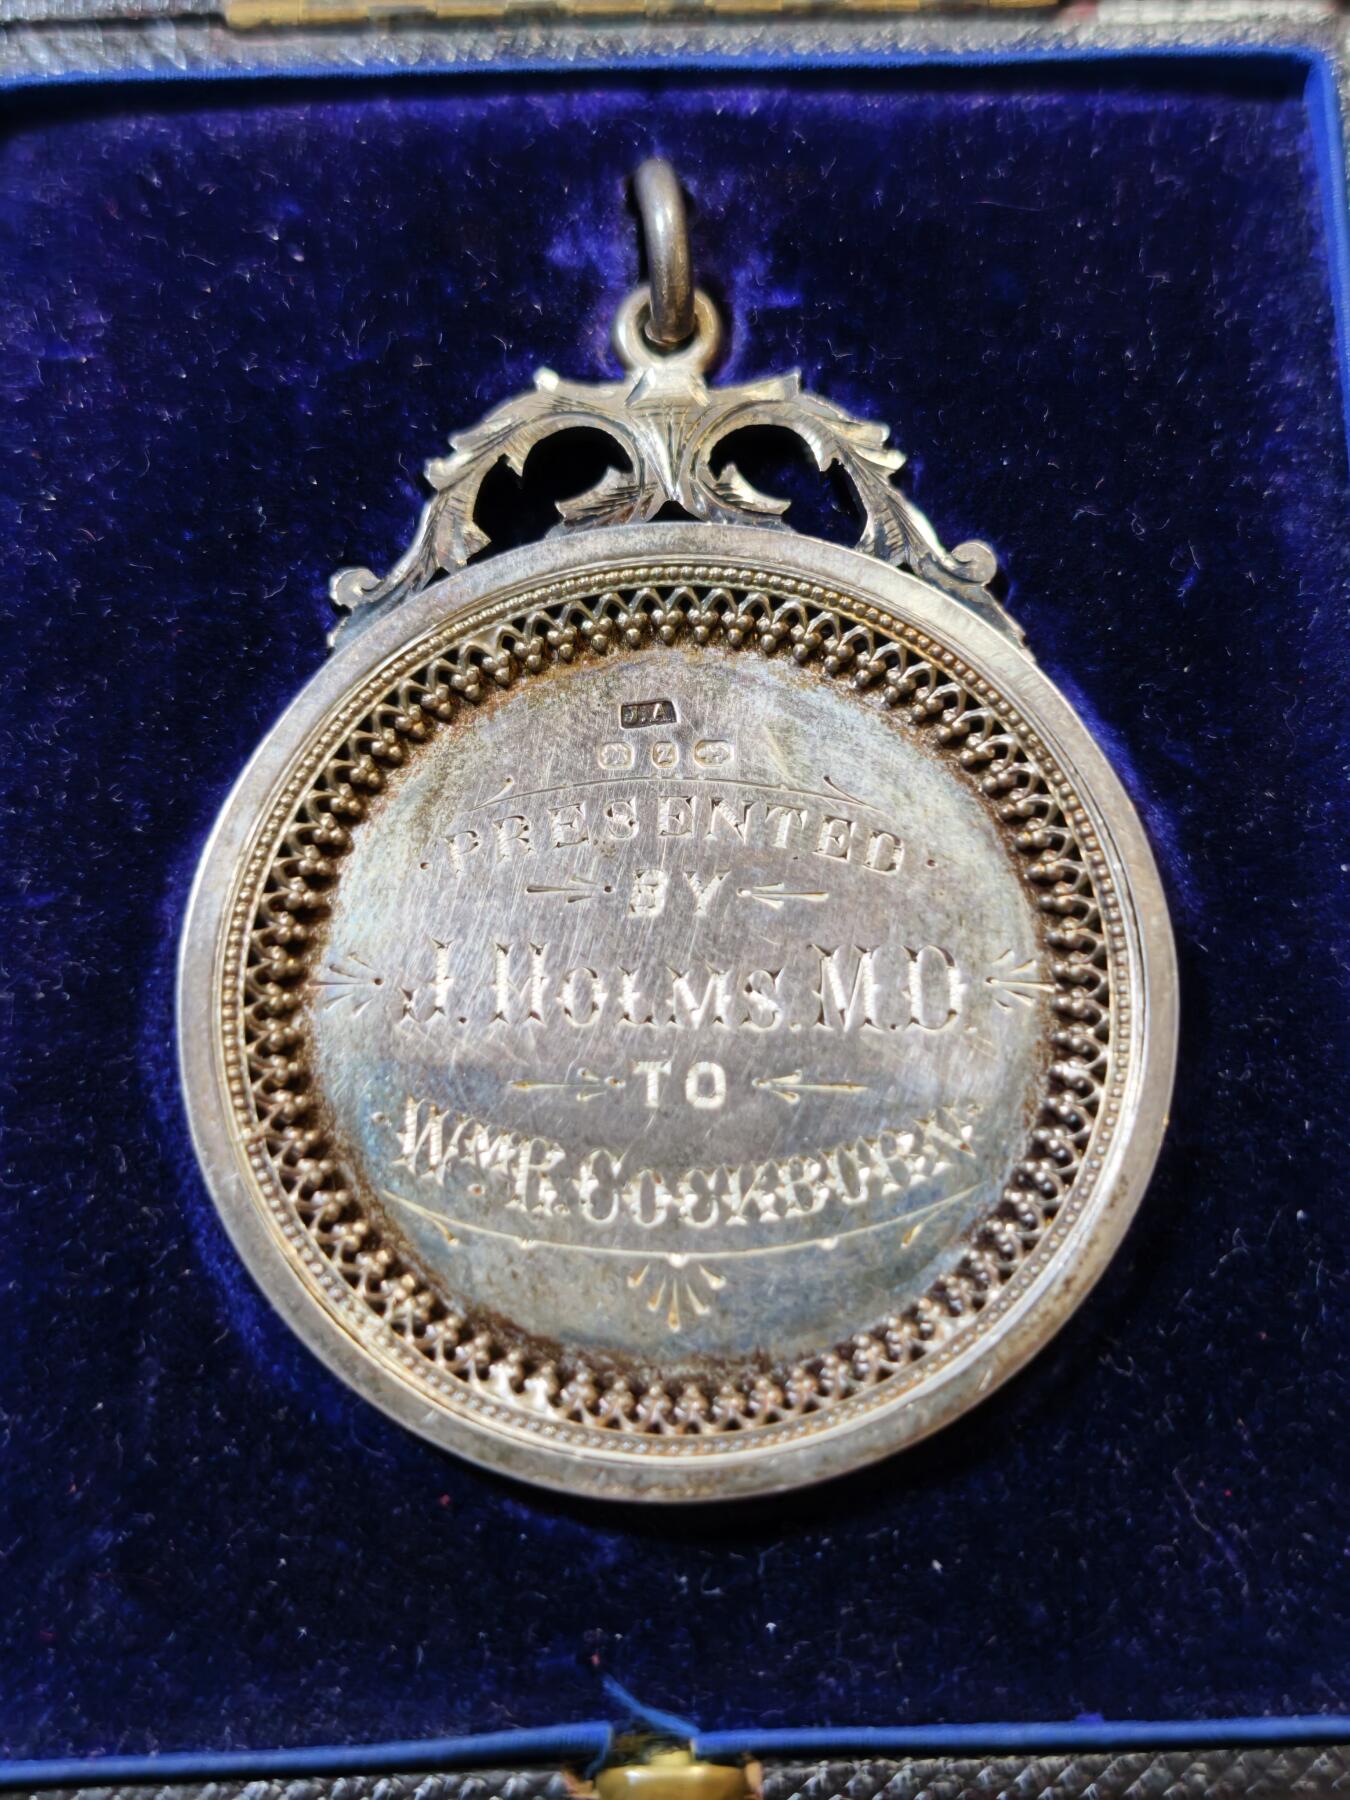 J.A
PRESENTED
BY
J. HOLMS. M.D.
TO
WM R. COCKBURN